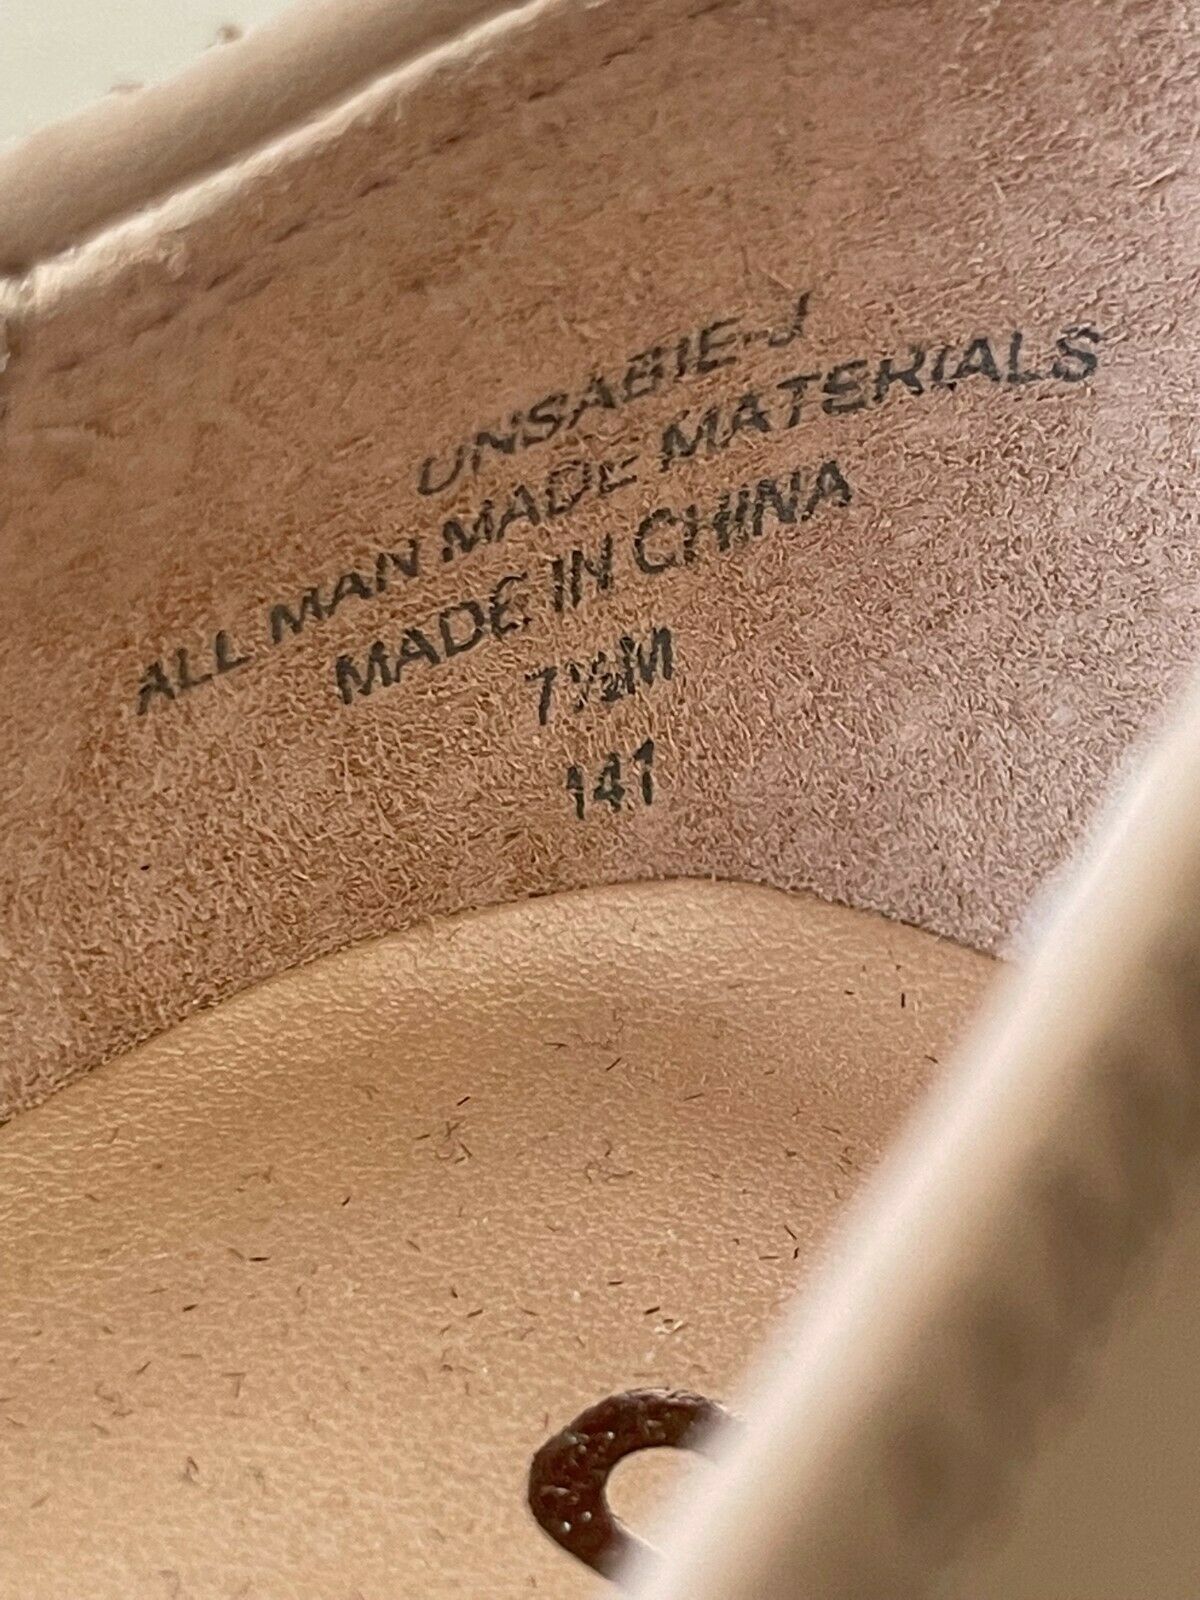 UNSABIE-J
ALL MAN MADE MATERIALS
MADE IN CHINA
7½M
141